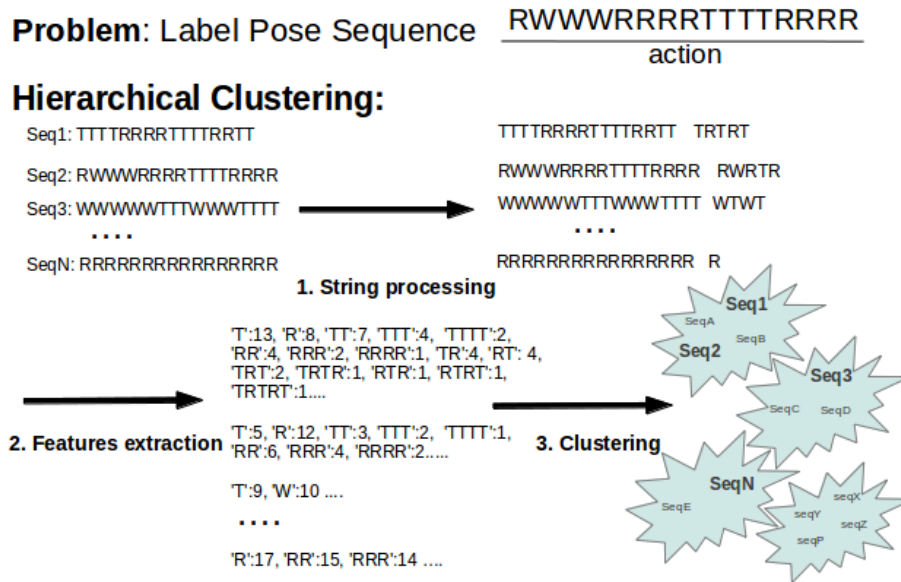 Problem: Label Pose Sequence RWWWRRRRTTTTRRRR
action
Hierarchical Clustering:
Seq1: TTTTRRRRTTTTRRTT
TTTTRRRRTTTTRRTT TRTRT
Seq2: RWWWRRRRTTTTRRRR
RWWWRRRRTTTTRRRR RWRTR
Seq3: WWWWWTTTWWWTTTT
WWWWWTTTWWWTTTT WTWT
....
....
SeqN: RRRRRRRRRRRRRRRR
RRRRRRRRRRRRRRRR R
1. String processing
'T':13, 'R':8, 'TT':7, 'TTT':4, 'TTTT':2,
'RR':4, 'RRR':2, 'RRRR':1, 'TR':4, 'RT': 4,
'TRT':2, 'TRTR':1, 'RTR':1, 'RTRT':1,
'TRTRT':1....
2. Features extraction
'T':5, 'R':12, 'TT':3, 'TTT':2, 'TTTT':1,
'RR':6, 'RRR':4, 'RRRR':2.....
'T':9, 'W':10 ....
....
'R':17, 'RR':15, 'RRR':14 ....
3. Clustering
Seq1
SeqA
SeqB
Seq2
Seq3
SeqC
SeqD
SeqN
SeqE
seqX
seqY
seqZ
seqP